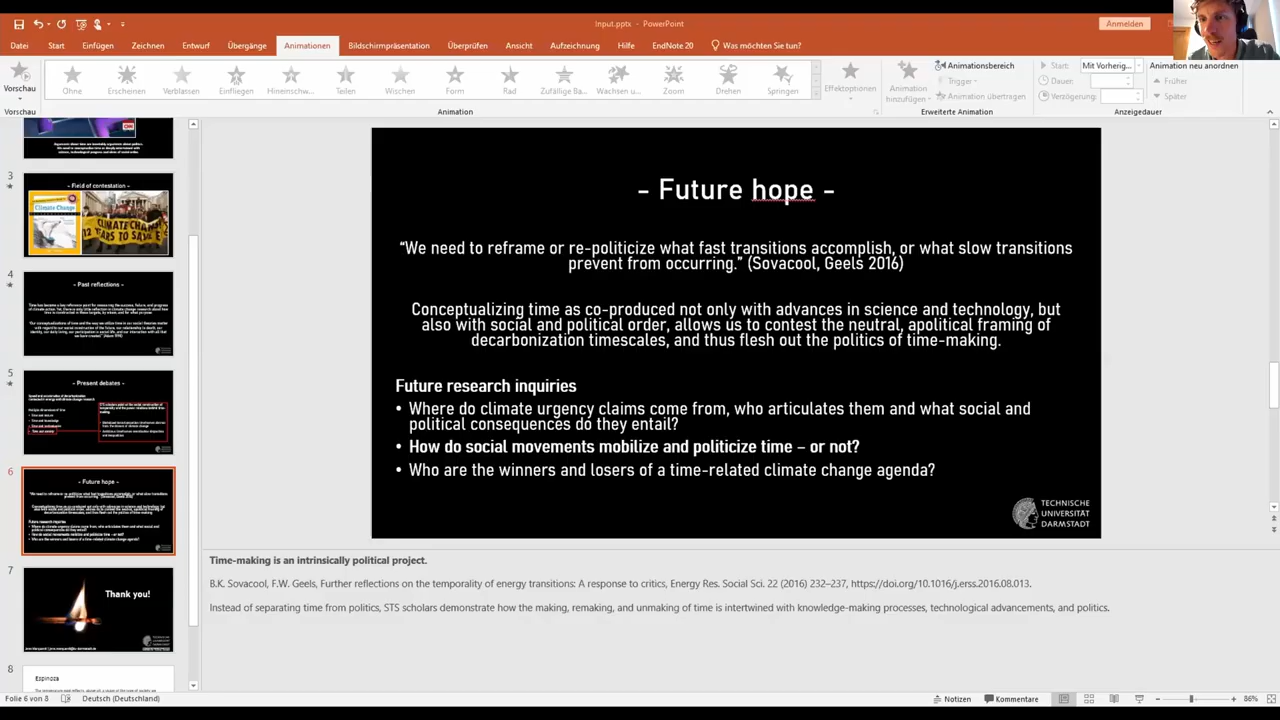 Input.pptx - PowerPoint
Anmelden
Datei Start Einfügen Zeichnen Entwurf Übergänge Animationen Bildschirmpräsentation Überprüfen Ansicht Aufzeichnung Hilfe EndNote 20 Was möchten Sie tun?
Vorschau
Ohne Erscheinen Verblassen Einfliegen Hineinschw... Teilen Wischen Form Rad Zufällige Ba... Wachsen u... Zoom Drehen Springen
Effektoptionen
Animation hinzufügen
Animationsbereich
Trigger
Animation übertragen
Start: Mit Vorherig...
Dauer:
Verzögerung:
Animation neu anordnen
Früher
Später
Vorschau Animation Erweiterte Animation Anzeigedauer
3
- Field of contestation -
Climate Change
4
- Past reflections -
5
- Present debates -
6
- Future hope -
7
Thank you!
8
Espinoza
- Future hope -
“We need to reframe or re-politicize what fast transitions accomplish, or what slow transitions
prevent from occurring.” (Sovacool, Geels 2016)
Conceptualizing time as co-produced not only with advances in science and technology, but
also with social and political order, allows us to contest the neutral, apolitical framing of
decarbonization timescales, and thus flesh out the politics of time-making.
Future research inquiries
• Where do climate urgency claims come from, who articulates them and what social and
political consequences do they entail?
• How do social movements mobilize and politicize time – or not?
• Who are the winners and losers of a time-related climate change agenda?
TECHNISCHE
UNIVERSITÄT
DARMSTADT
Time-making is an intrinsically political project.
B.K. Sovacool, F.W. Geels, Further reflections on the temporality of energy transitions: A response to critics, Energy Res. Social Sci. 22 (2016) 232–237, https://doi.org/10.1016/j.erss.2016.08.013.
Instead of separating time from politics, STS scholars demonstrate how the making, remaking, and unmaking of time is intertwined with knowledge-making processes, technological advancements, and politics.
Folie 6 von 8 Deutsch (Deutschland) Notizen Kommentare 86%